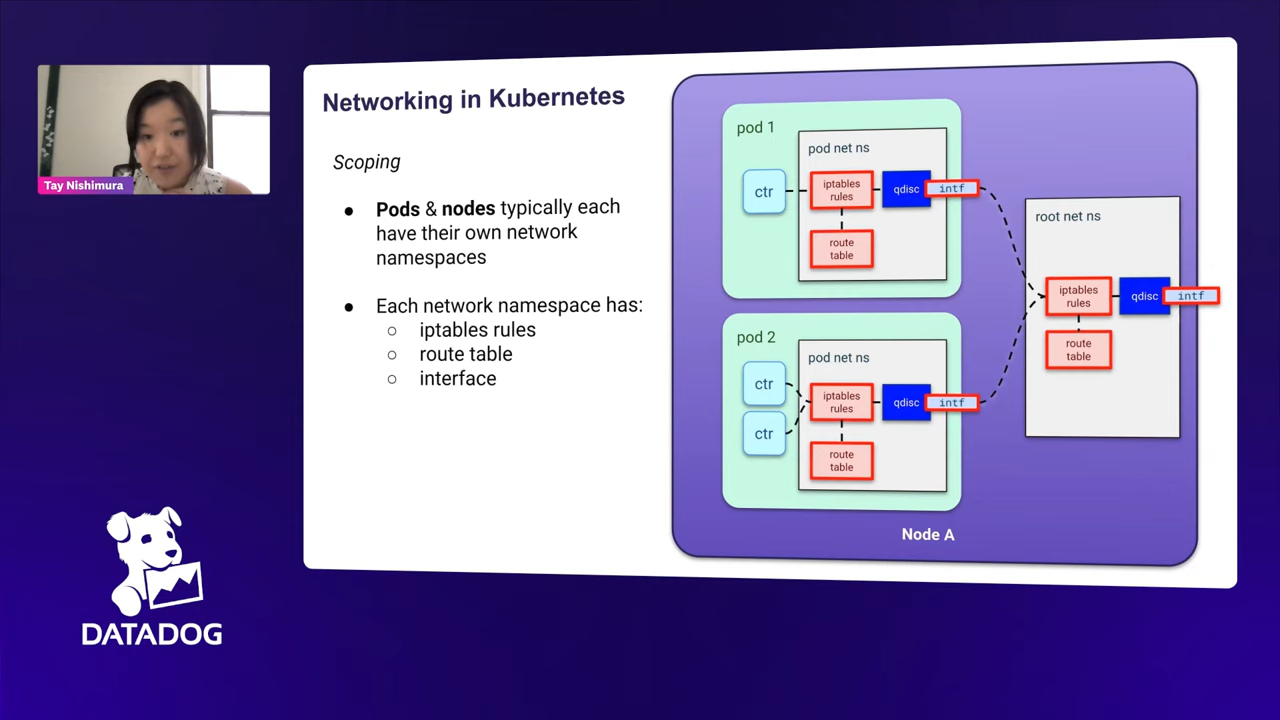 Tay Nishimura
Networking in Kubernetes
Scoping
● Pods & nodes typically each
have their own network
namespaces
● Each network namespace has:
○ iptables rules
○ route table
○ interface
pod 1
pod net ns
ctr
iptables
rules
qdisc
intf
route
table
pod 2
pod net ns
ctr
ctr
iptables
rules
qdisc
intf
route
table
root net ns
iptables
rules
qdisc
intf
route
table
Node A
DATADOG